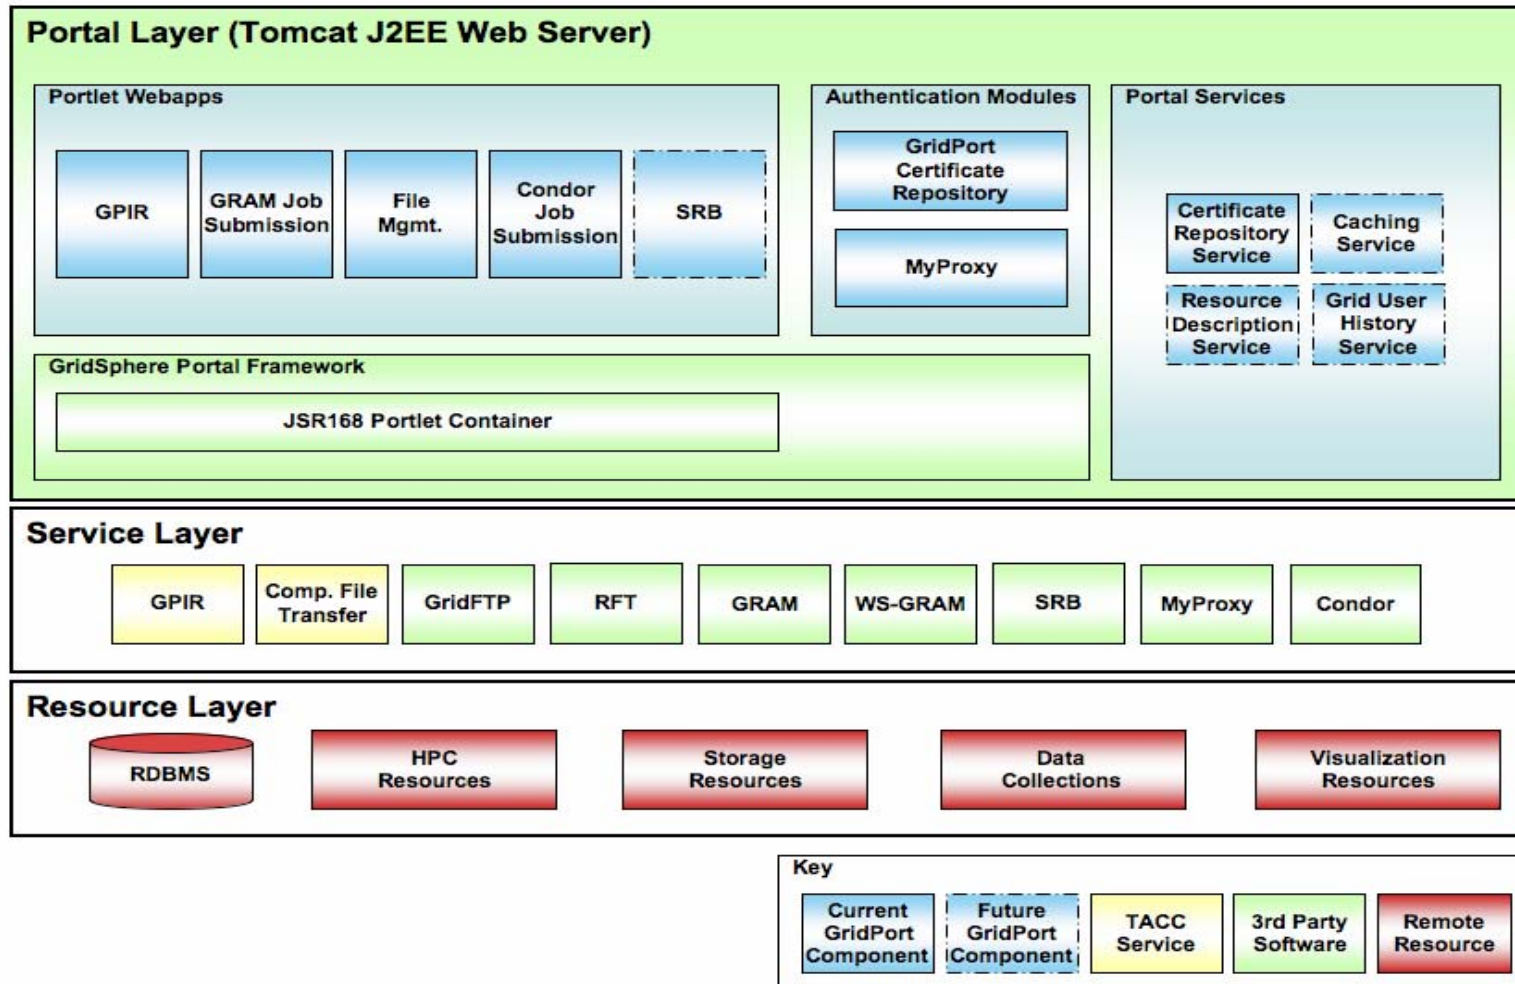 Portal Layer (Tomcat J2EE Web Server)
Portlet Webapps
GPIR
GRAM Job
Submission
File
Mgmt.
Condor
Job
Submission
SRB
Authentication Modules
GridPort
Certificate
Repository
MyProxy
Portal Services
Certificate
Repository
Service
Caching
Service
Resource
Description
Service
Grid User
History
Service
GridSphere Portal Framework
JSR168 Portlet Container
Service Layer
GPIR
Comp. File
Transfer
GridFTP
RFT
GRAM
WS-GRAM
SRB
MyProxy
Condor
Resource Layer
RDBMS
HPC
Resources
Storage
Resources
Data
Collections
Visualization
Resources
Key
Current
GridPort
Component
Future
GridPort
Component
TACC
Service
3rd Party
Software
Remote
Resource